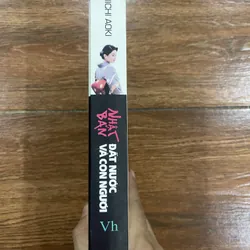 ICHI AOKI
NHẬT
BẢN
ĐẤT NƯỚC
VÀ CON NGƯỜI
Vh